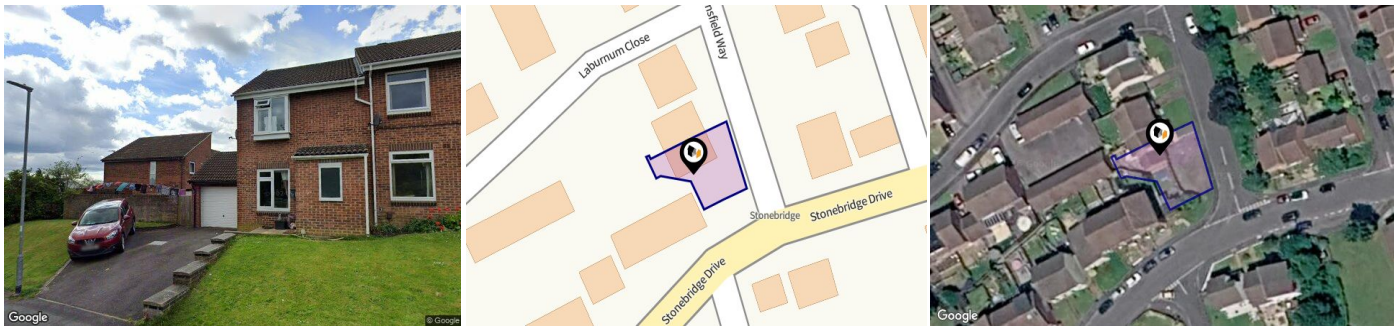 Google
© Google
Laburnum Close
nsfield Way
Stonebridge
Stonebridge Drive
Stonebridge Drive
Google